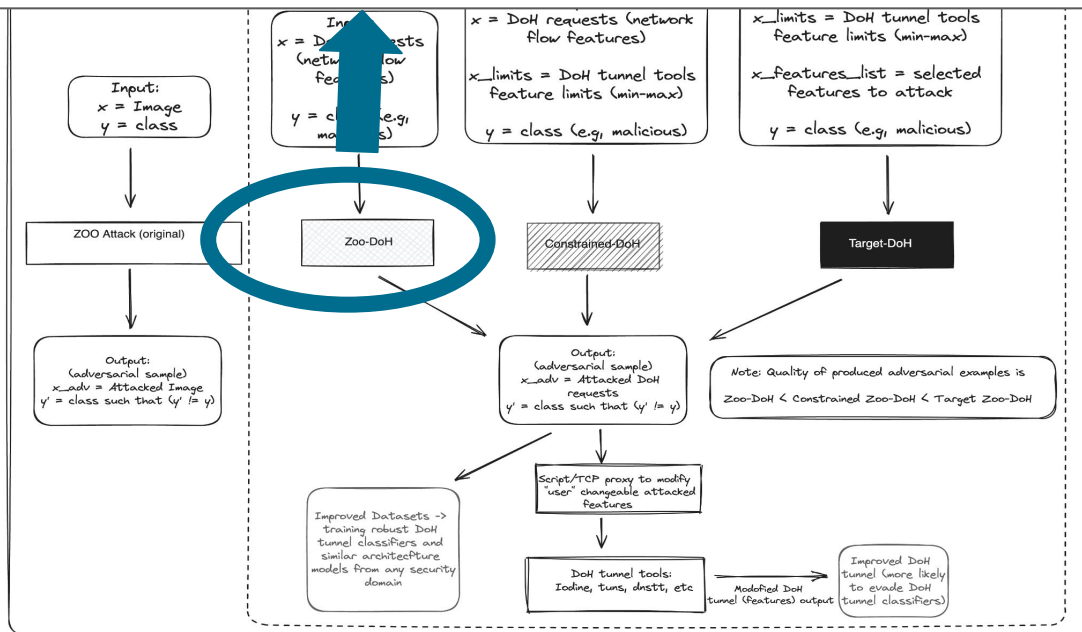 Input:
x = Image
y = class
x =
y = (e.g,
x = DoH requests (network
flow features)
x_limits = DoH tunnel tools
feature limits (min-max)
y = class (e.g, malicious)
x_limits = DoH tunnel tools
feature limits (min-max)
x_features_list = selected
features to attack
y = class (e.g, malicious)
ZOO Attack (original)
Zoo-DoH
Constrained-DoH
Target-DoH
Output:
(adversarial sample)
x_adv = Attacked Image
y' = class such that (y' != y)
Output:
(adversarial sample)
x_adv = Attacked DoH
requests
y' = class such that (y' != y)
Note: Quality of produced adversarial examples is
Zoo-DoH < Constrained Zoo-DoH < Target Zoo-DoH
Script/TCP proxy to modify
"user" changeable attacked
features
Improved Datasets ->
training robust DoH
tunnel classifiers and
similar architecfture
models from any security
domain
DoH tunnel tools:
Iodine, tuns, dnstt, etc
Modofied DoH
tunnel (features) output
Improved DoH
tunnel (more likely
to evade DoH
tunnel classifiers)